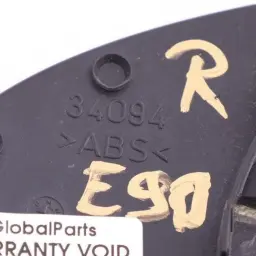 R
34094
>ABS<
E90
GlobalParts
RRANTY VOID